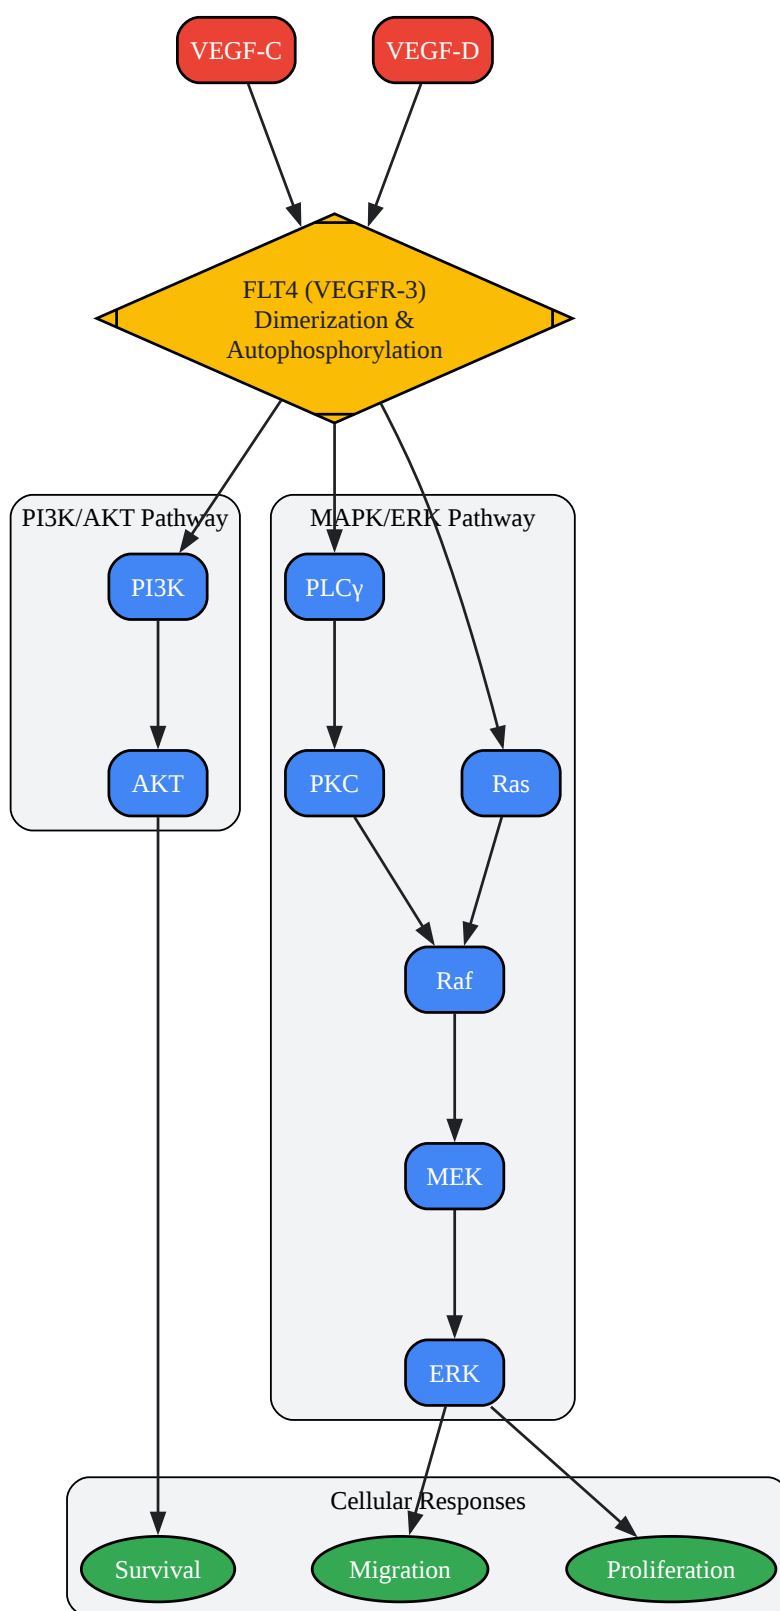 VEGF-C
VEGF-D
FLT4 (VEGFR-3)
Dimerization &
Autophosphorylation
PI3K/AKT Pathway
MAPK/ERK Pathway
PI3K
PLCγ
AKT
PKC
Ras
Raf
MEK
ERK
Cellular Responses
Survival
Migration
Proliferation